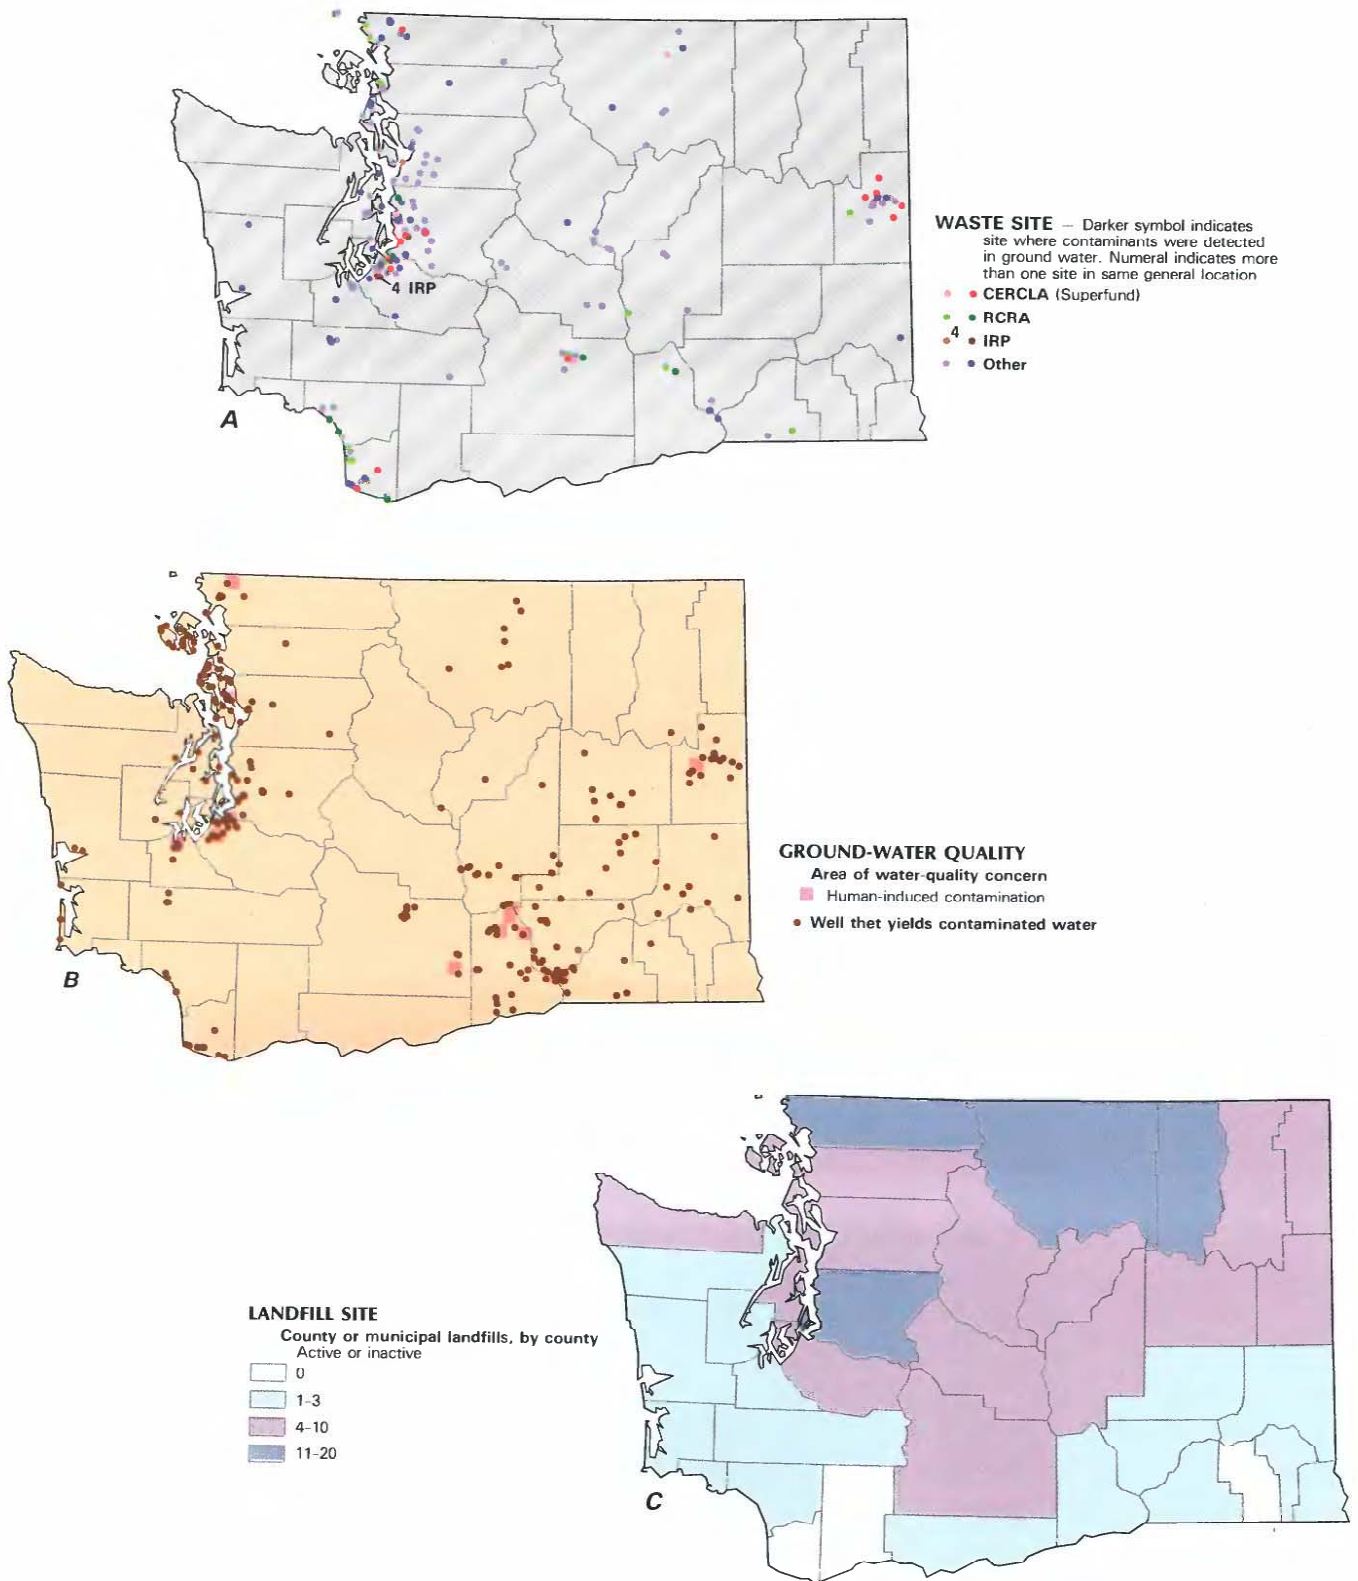 4 IRP
A
WASTE SITE — Darker symbol indicates
site where contaminants were detected
in ground water. Numeral indicates more
than one site in same general location
CERCLA (Superfund)
RCRA
4
IRP
Other
B
GROUND-WATER QUALITY
Area of water-quality concern
Human-induced contamination
Well thet yields contaminated water
C
LANDFILL SITE
County or municipal landfills, by county
Active or inactive
0
1-3
4-10
11-20